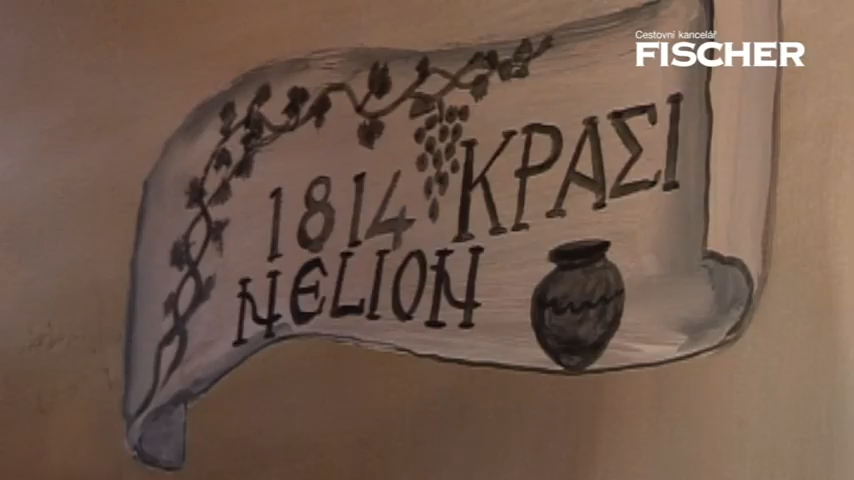 Cestovní kancelář
FISCHER
1814 ΚΡΑΣΙ
NELION